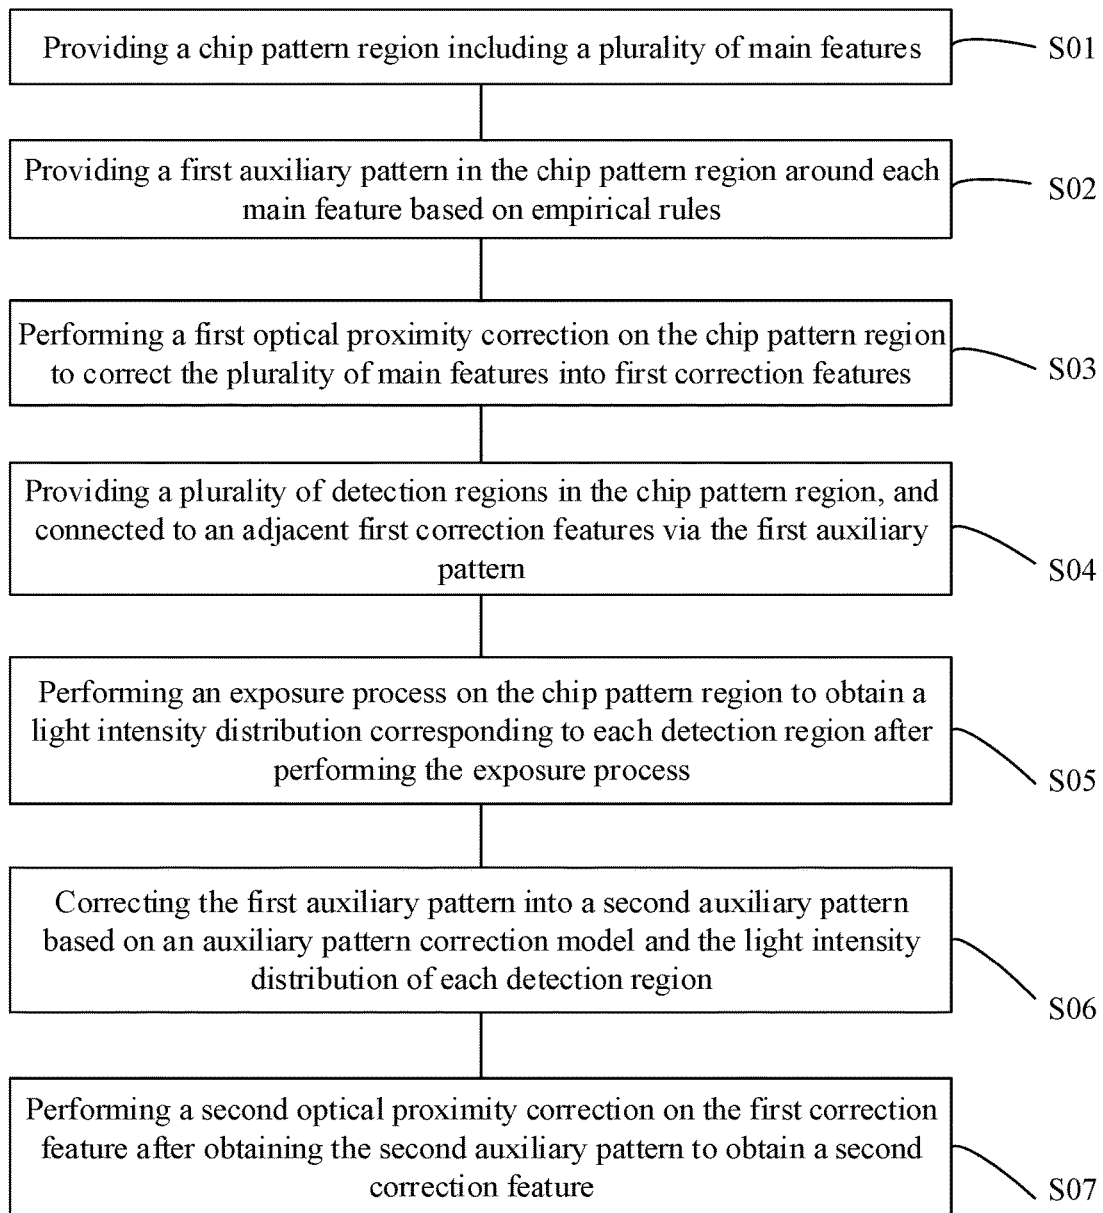 Providing a chip pattern region including a plurality of main features
S01
Providing a first auxiliary pattern in the chip pattern region around each
main feature based on empirical rules
S02
Performing a first optical proximity correction on the chip pattern region
to correct the plurality of main features into first correction features
S03
Providing a plurality of detection regions in the chip pattern region, and
connected to an adjacent first correction features via the first auxiliary
pattern
S04
Performing an exposure process on the chip pattern region to obtain a
light intensity distribution corresponding to each detection region after
performing the exposure process
S05
Correcting the first auxiliary pattern into a second auxiliary pattern
based on an auxiliary pattern correction model and the light intensity
distribution of each detection region
S06
Performing a second optical proximity correction on the first correction
feature after obtaining the second auxiliary pattern to obtain a second
correction feature
S07